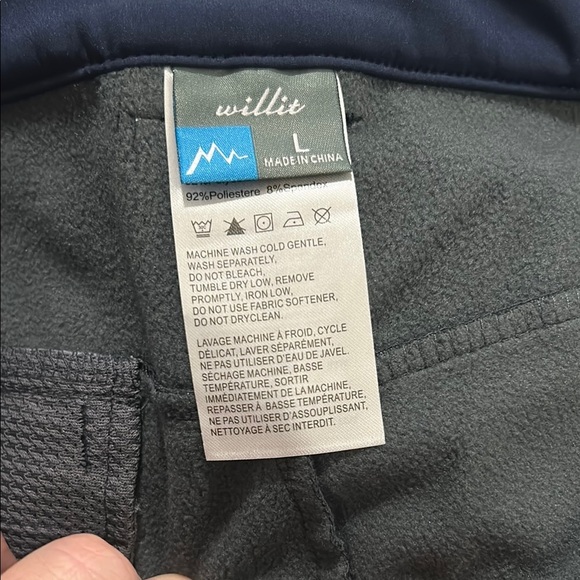 willit
L
MADE IN CHINA
92%Poliestere 8%Spandex
MACHINE WASH COLD GENTLE,
WASH SEPARATELY,
DO NOT BLEACH,
TUMBLE DRY LOW, REMOVE
PROMPTLY, IRON LOW,
DO NOT USE FABRIC SOFTENER,
DO NOT DRYCLEAN.
LAVAGE MACHINE À FROID, CYCLE
DÉLICAT, LAVER SÉPARÉMENT,
NE PAS UTILISER D'EAU DE JAVEL.
SÉCHAGE MACHINE, BASSE
TEMPÉRATURE, SORTIR
IMMÉDIATEMENT DE LA MACHINE,
REPASSER À BASSE TEMPÉRATURE,
NE PAS UTILISER D'ASSOUPLISSANT,
NETTOYAGE À SEC INTERDIT.